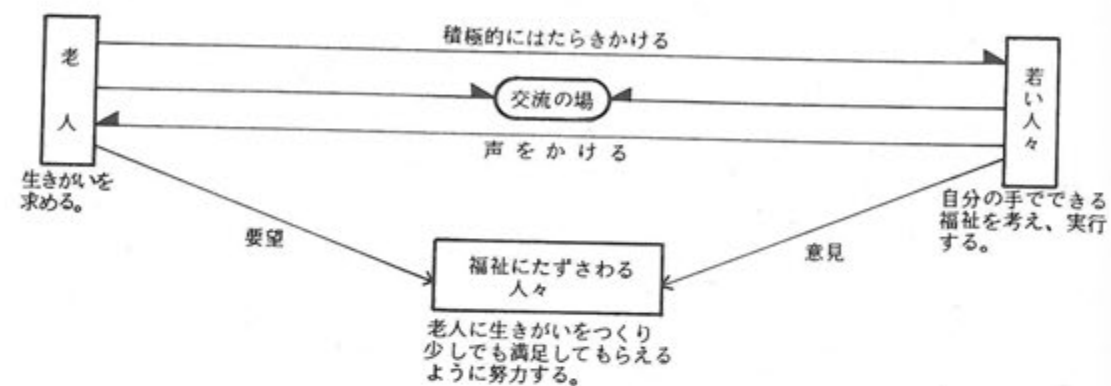 積極的にはたらきかける
老人
交流の場
若い人々
声をかける
生きがいを
求める。
自分の手でできる
福祉を考え、実行
する。
要望
意見
福祉にたずさわる
人々
老人に生きがいをつくり
少しでも満足してもらえる
ように努力する。